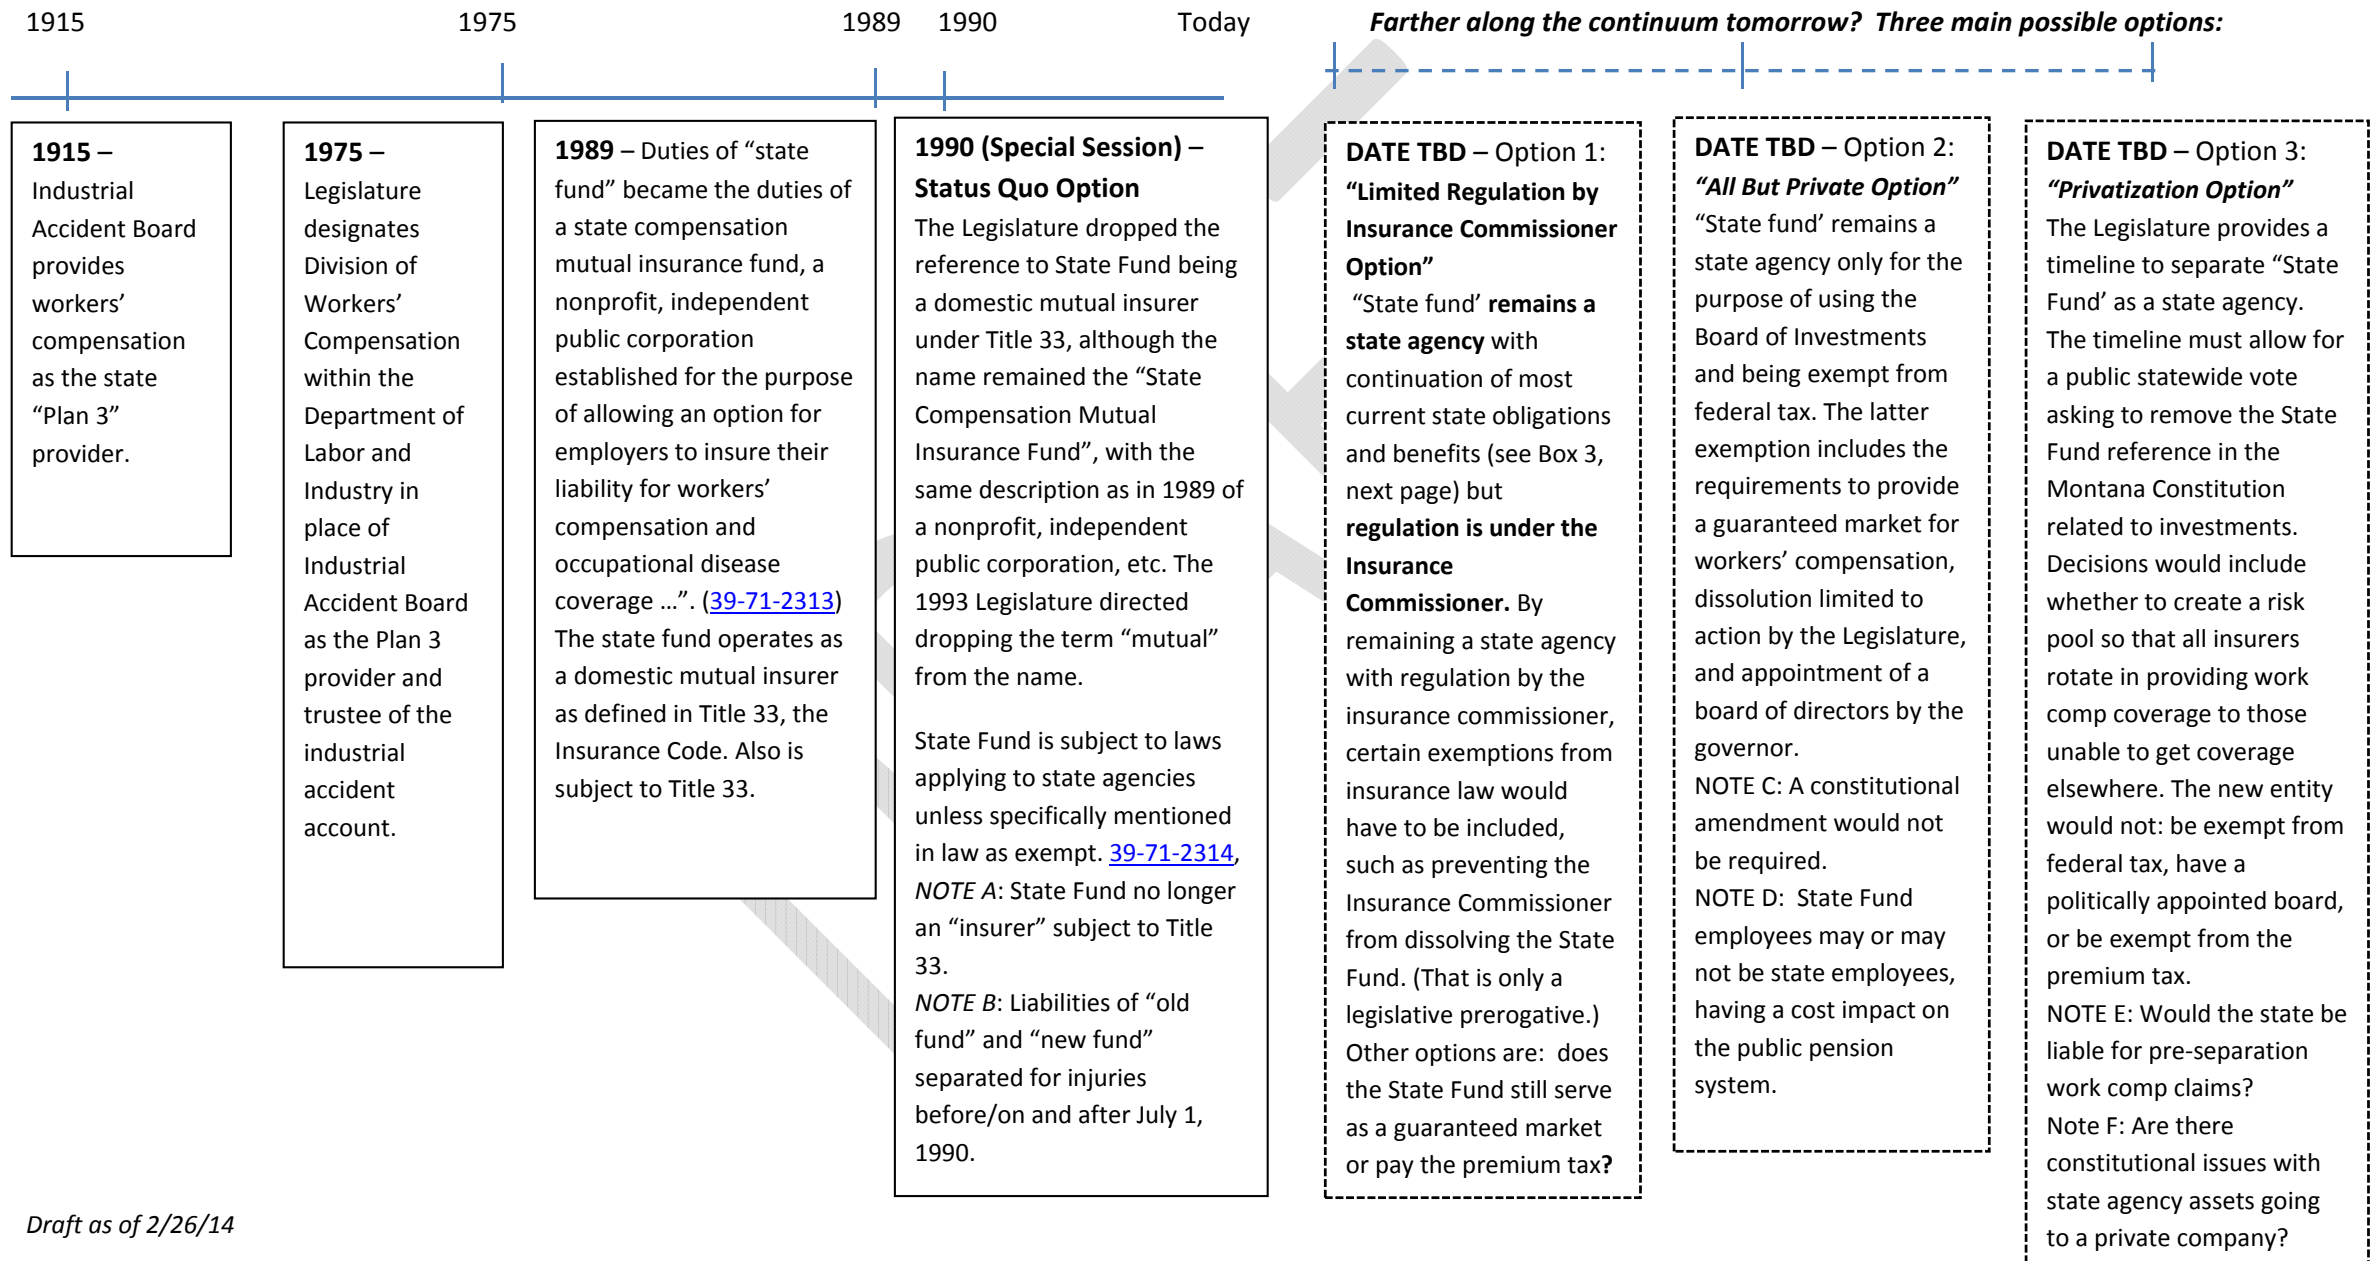 1915
1975
1989
1990
Today
Farther along the continuum tomorrow?  Three main possible options:
1915 –
Industrial
Accident Board
provides
workers’
compensation
as the state
“Plan 3”
provider.
1975 –
Legislature
designates
Division of
Workers’
Compensation
within the
Department of
Labor and
Industry in
place of
Industrial
Accident Board
as the Plan 3
provider and
trustee of the
industrial
accident
account.
1989 – Duties of “state
fund” became the duties of
a state compensation
mutual insurance fund, a
nonprofit, independent
public corporation
established for the purpose
of allowing an option for
employers to insure their
liability for workers’
compensation and
occupational disease
coverage …”. (39-71-2313)
The state fund operates as
a domestic mutual insurer
as defined in Title 33, the
Insurance Code. Also is
subject to Title 33.
1990 (Special Session) –
Status Quo Option
The Legislature dropped the
reference to State Fund being
a domestic mutual insurer
under Title 33, although the
name remained the “State
Compensation Mutual
Insurance Fund”, with the
same description as in 1989 of
a nonprofit, independent
public corporation, etc. The
1993 Legislature directed
dropping the term “mutual”
from the name.
State Fund is subject to laws
applying to state agencies
unless specifically mentioned
in law as exempt. 39-71-2314,
NOTE A: State Fund no longer
an “insurer” subject to Title
33.
NOTE B: Liabilities of “old
fund” and “new fund”
separated for injuries
before/on and after July 1,
1990.
DATE TBD – Option 1:
“Limited Regulation by
Insurance Commissioner
Option”
“State fund’ remains a
state agency with
continuation of most
current state obligations
and benefits (see Box 3,
next page) but
regulation is under the
Insurance
Commissioner. By
remaining a state agency
with regulation by the
insurance commissioner,
certain exemptions from
insurance law would
have to be included,
such as preventing the
Insurance Commissioner
from dissolving the State
Fund. (That is only a
legislative prerogative.)
Other options are:  does
the State Fund still serve
as a guaranteed market
or pay the premium tax?
DATE TBD – Option 2:
“All But Private Option”
“State fund’ remains a
state agency only for the
purpose of using the
Board of Investments
and being exempt from
federal tax. The latter
exemption includes the
requirements to provide
a guaranteed market for
workers’ compensation,
dissolution limited to
action by the Legislature,
and appointment of a
board of directors by the
governor.
NOTE C: A constitutional
amendment would not
be required.
NOTE D:  State Fund
employees may or may
not be state employees,
having a cost impact on
the public pension
system.
DATE TBD – Option 3:
“Privatization Option”
The Legislature provides a
timeline to separate “State
Fund’ as a state agency.
The timeline must allow for
a public statewide vote
asking to remove the State
Fund reference in the
Montana Constitution
related to investments.
Decisions would include
whether to create a risk
pool so that all insurers
rotate in providing work
comp coverage to those
unable to get coverage
elsewhere. The new entity
would not: be exempt from
federal tax, have a
politically appointed board,
or be exempt from the
premium tax.
NOTE E: Would the state be
liable for pre-separation
work comp claims?
Note F: Are there
constitutional issues with
state agency assets going
to a private company?
Draft as of 2/26/14